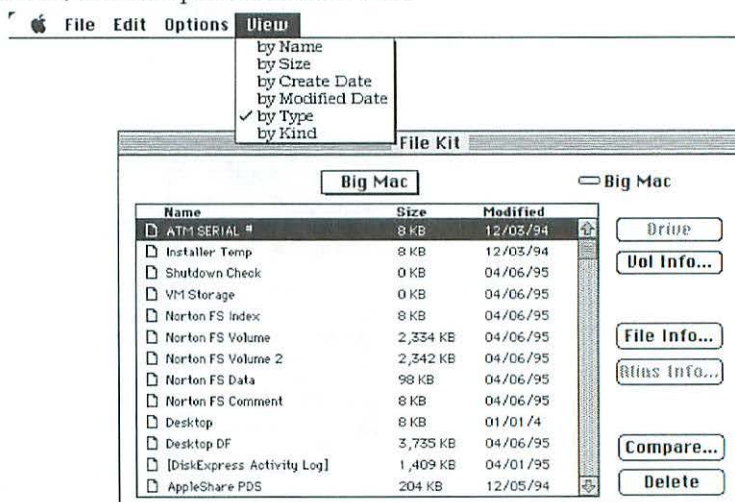 File Edit Options View
by Name
by Size
by Create Date
by Modified Date
✓ by Type
by Kind
File Kit
Big Mac
Big Mac
Name Size Modified
ATM SERIAL # 8 KB 12/03/94
Installer Temp 8 KB 12/03/94
Shutdown Check 0 KB 04/06/95
VM Storage 0 KB 04/06/95
Norton FS Index 8 KB 04/06/95
Norton FS Volume 2,334 KB 04/06/95
Norton FS Volume 2 2,342 KB 04/06/95
Norton FS Data 98 KB 04/06/95
Norton FS Comment 8 KB 04/06/95
Desktop 8 KB 01/01/4
Desktop DF 3,735 KB 04/06/95
[DiskExpress Activity Log] 1,409 KB 04/01/95
AppleShare PDS 204 KB 12/05/94
Drive
Vol Info...
File Info...
Alias Info...
Compare...
Delete